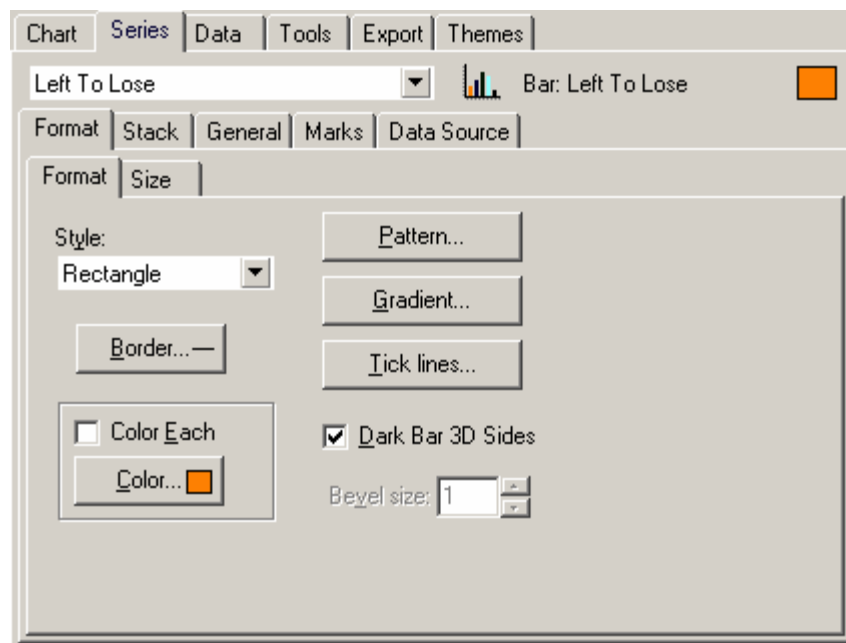 Chart Series Data Tools Export Themes
Left To Lose Bar: Left To Lose
Format Stack General Marks Data Source
Format Size
Style:
Rectangle
Pattern...
Gradient...
Border...
Tick lines...
Color Each
Color...
Dark Bar 3D Sides
Bevel size: 1